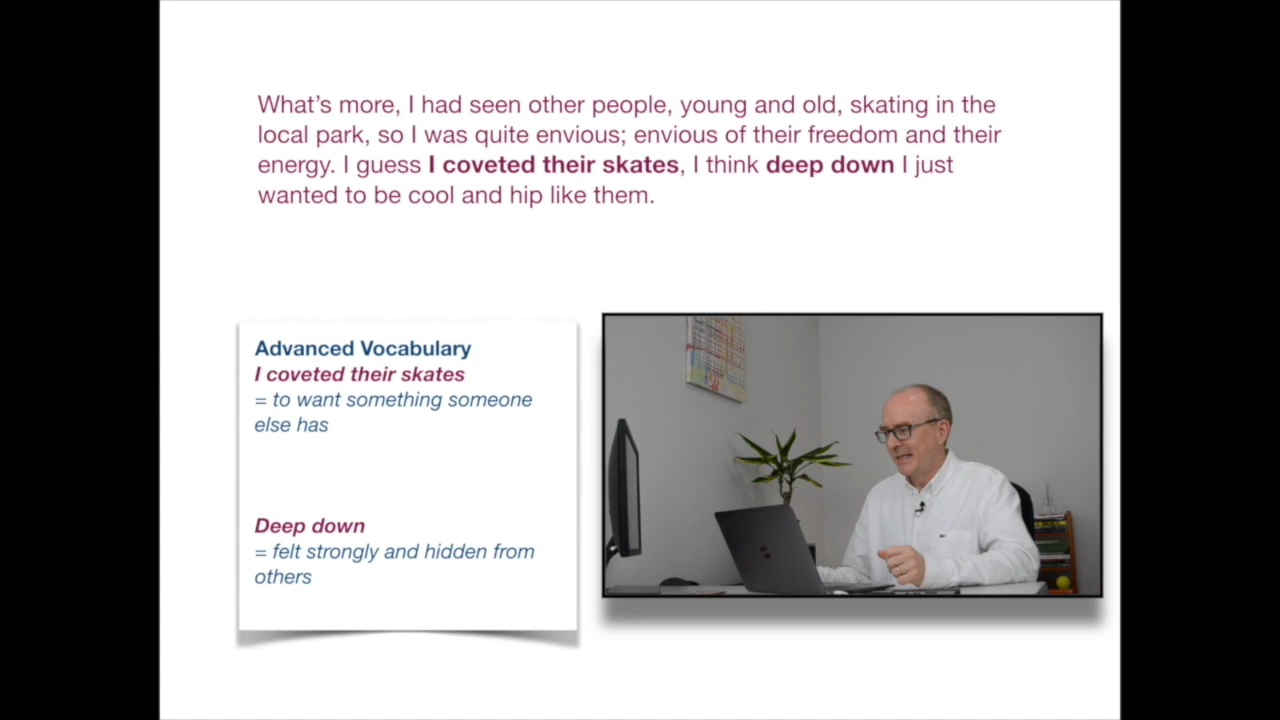 What’s more, I had seen other people, young and old, skating in the
local park, so I was quite envious; envious of their freedom and their
energy. I guess I coveted their skates, I think deep down I just
wanted to be cool and hip like them.
Advanced Vocabulary
I coveted their skates
= to want something someone
else has
Deep down
= felt strongly and hidden from
others